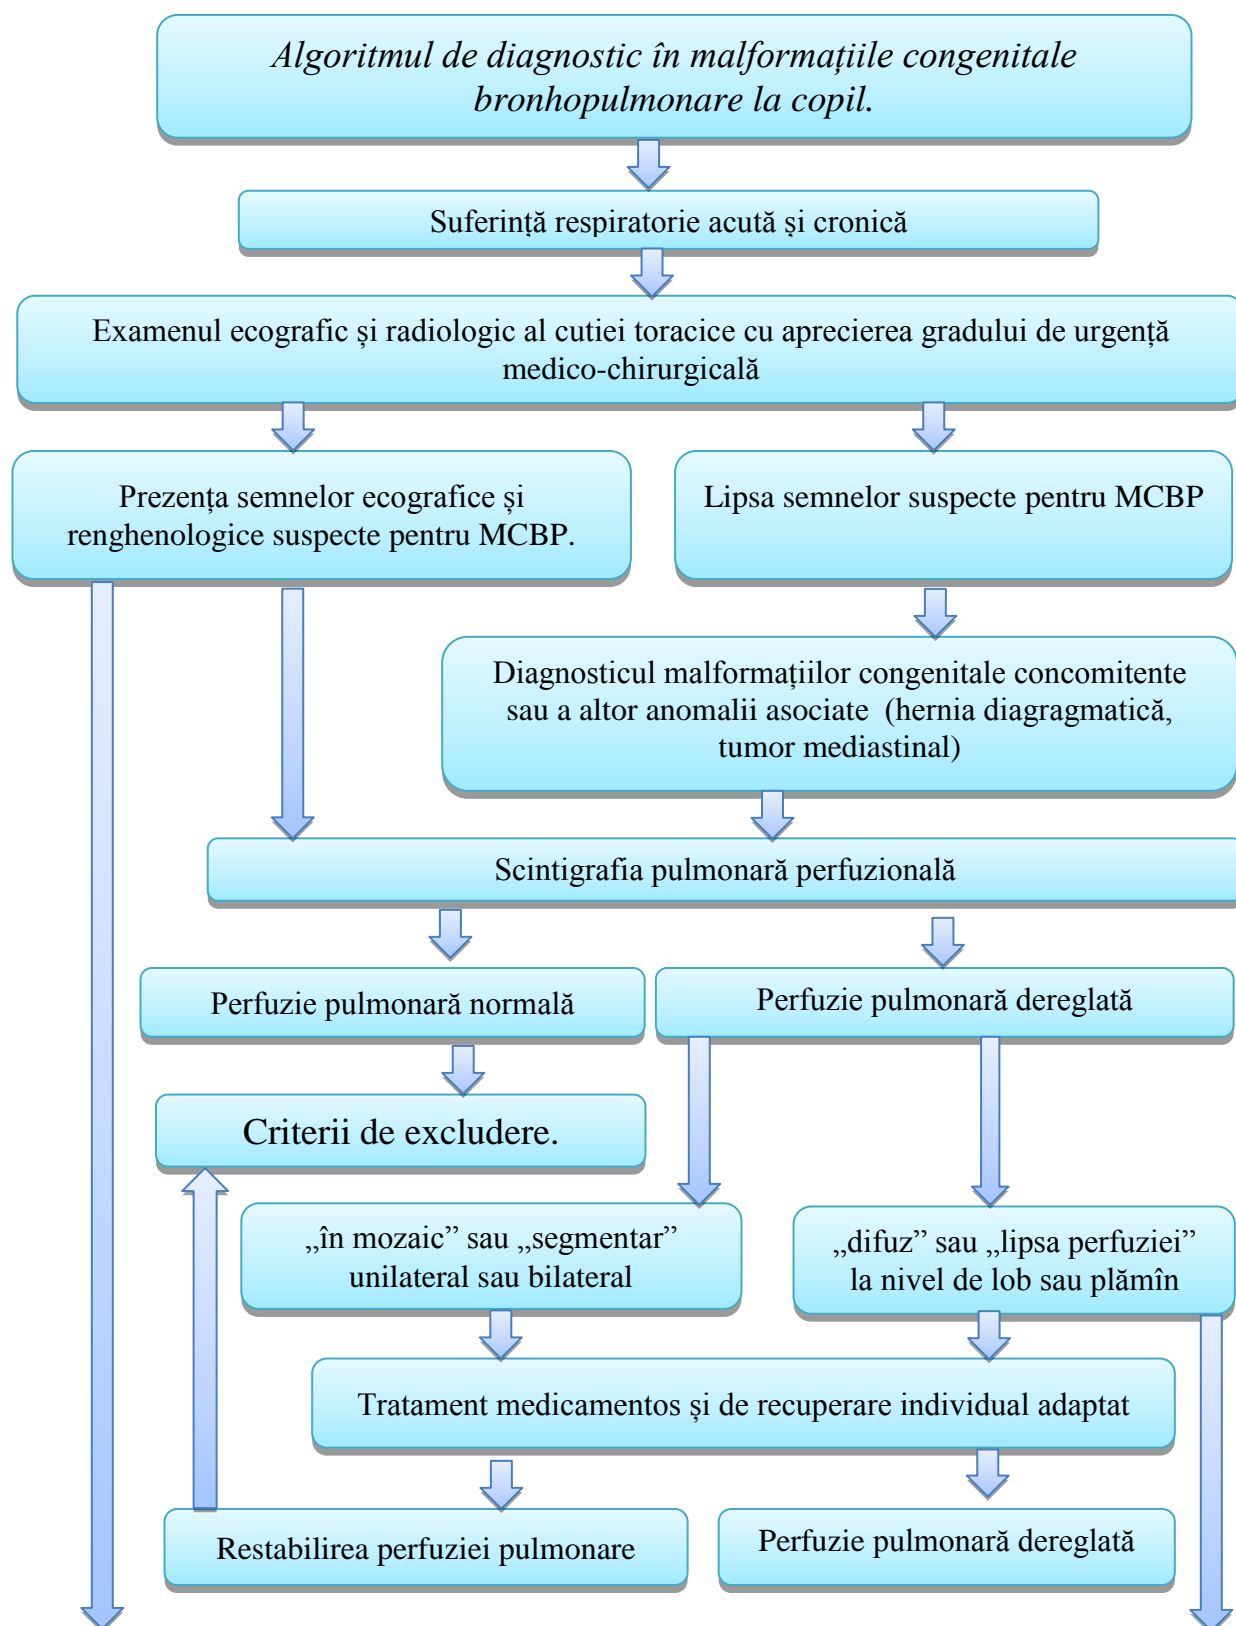 Algoritmul de diagnostic în malformațiile congenitale
bronhopulmonare la copil.
Suferință respiratorie acută și cronică
Examenul ecografic și radiologic al cutiei toracice cu aprecierea gradului de urgență
medico-chirurgicală
Prezența semnelor ecografice și
renghenologice suspecte pentru MCBP.
Lipsa semnelor suspecte pentru MCBP
Diagnosticul malformațiilor congenitale concomitente
sau a altor anomalii asociate (hernia diagragmatică,
tumor mediastinal)
Scintigrafia pulmonară perfuzională
Perfuzie pulmonară normală
Perfuzie pulmonară dereglată
Criterii de excludere.
„în mozaic” sau „segmentar”
unilateral sau bilateral
„difuz” sau „lipsa perfuziei”
la nivel de lob sau plămîn
Tratament medicamentos și de recuperare individual adaptat
Restabilirea perfuziei pulmonare
Perfuzie pulmonară dereglată